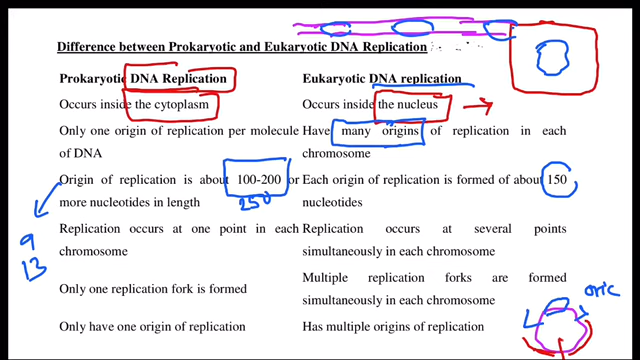 Difference between Prokaryotic and Eukaryotic DNA Replication
Prokaryotic DNA Replication
Eukaryotic DNA replication
Occurs inside the cytoplasm
Occurs inside the nucleus
Only one origin of replication per molecule
of DNA
Have many origins of replication in each
chromosome
Origin of replication is about 100-200 or
more nucleotides in length
250
Each origin of replication is formed of about 150
nucleotides
9
13
Replication occurs at one point in each
chromosome
Replication occurs at several points
simultaneously in each chromosome
Only one replication fork is formed
Multiple replication forks are formed
simultaneously in each chromosome
oric
Only have one origin of replication
Has multiple origins of replication